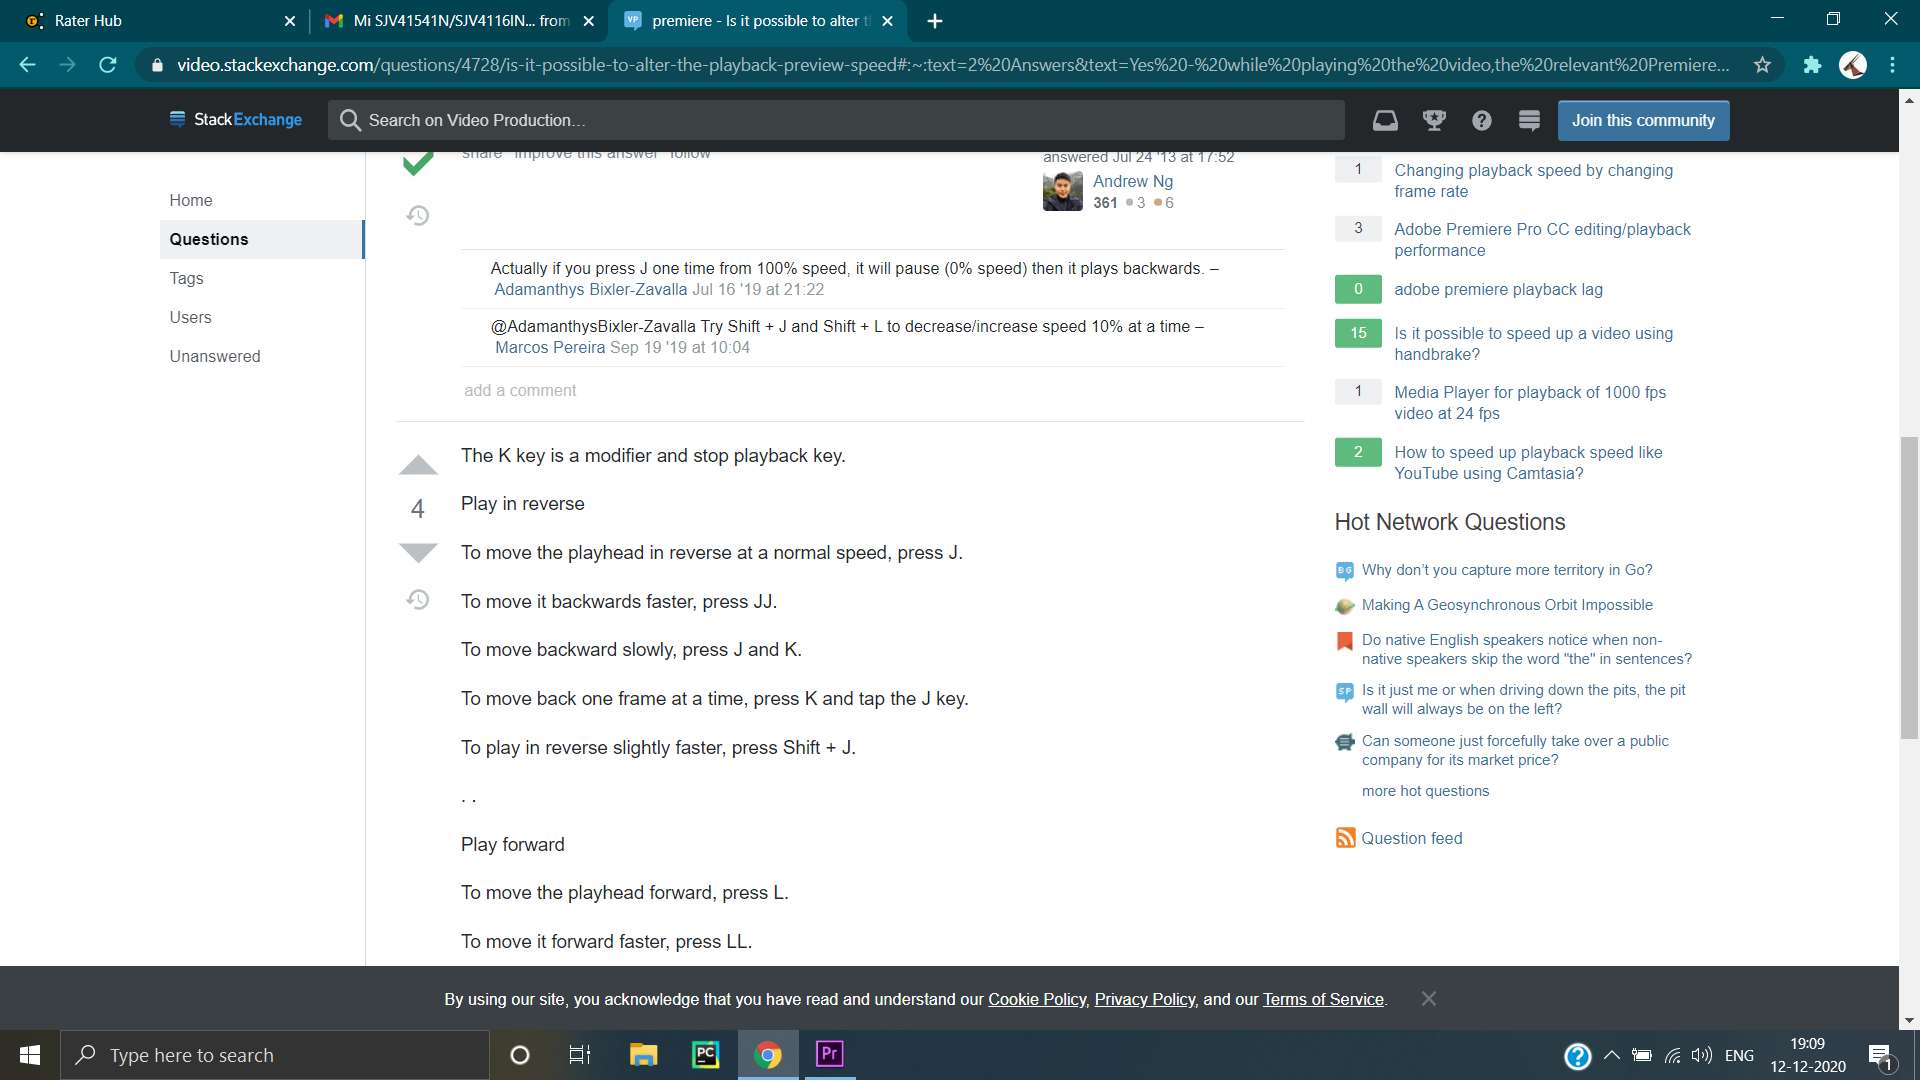 Rater Hub
Mi SJV41541N/SJV4116IN... from
premiere - Is it possible to alter t
video.stackexchange.com/questions/4728/is-it-possible-to-alter-the-playback-preview-speed#:~:text=2%20Answers&text=Yes%20-%20while%20playing%20the%20video,the%20relevant%20Premiere...
StackExchange
Search on Video Production…
Join this community
Home
Questions
Tags
Users
Unanswered
share improve this answer follow
answered Jul 24 '13 at 17:52
Andrew Ng
361 3 6
Actually if you press J one time from 100% speed, it will pause (0% speed) then it plays backwards. –
Adamanthys Bixler-Zavalla Jul 16 '19 at 21:22
@AdamanthysBixler-Zavalla Try Shift + J and Shift + L to decrease/increase speed 10% at a time –
Marcos Pereira Sep 19 '19 at 10:04
add a comment
4
The K key is a modifier and stop playback key.
Play in reverse
To move the playhead in reverse at a normal speed, press J.
To move it backwards faster, press JJ.
To move backward slowly, press J and K.
To move back one frame at a time, press K and tap the J key.
To play in reverse slightly faster, press Shift + J.
. .
Play forward
To move the playhead forward, press L.
To move it forward faster, press LL.
1
Changing playback speed by changing
frame rate
3
Adobe Premiere Pro CC editing/playback
performance
0
adobe premiere playback lag
15
Is it possible to speed up a video using
handbrake?
1
Media Player for playback of 1000 fps
video at 24 fps
2
How to speed up playback speed like
YouTube using Camtasia?
Hot Network Questions
Why don't you capture more territory in Go?
Making A Geosynchronous Orbit Impossible
Do native English speakers notice when non-
native speakers skip the word "the" in sentences?
Is it just me or when driving down the pits, the pit
wall will always be on the left?
Can someone just forcefully take over a public
company for its market price?
more hot questions
Question feed
By using our site, you acknowledge that you have read and understand our Cookie Policy, Privacy Policy, and our Terms of Service.
Type here to search
PC
Pr
ENG
19:09
12-12-2020
1